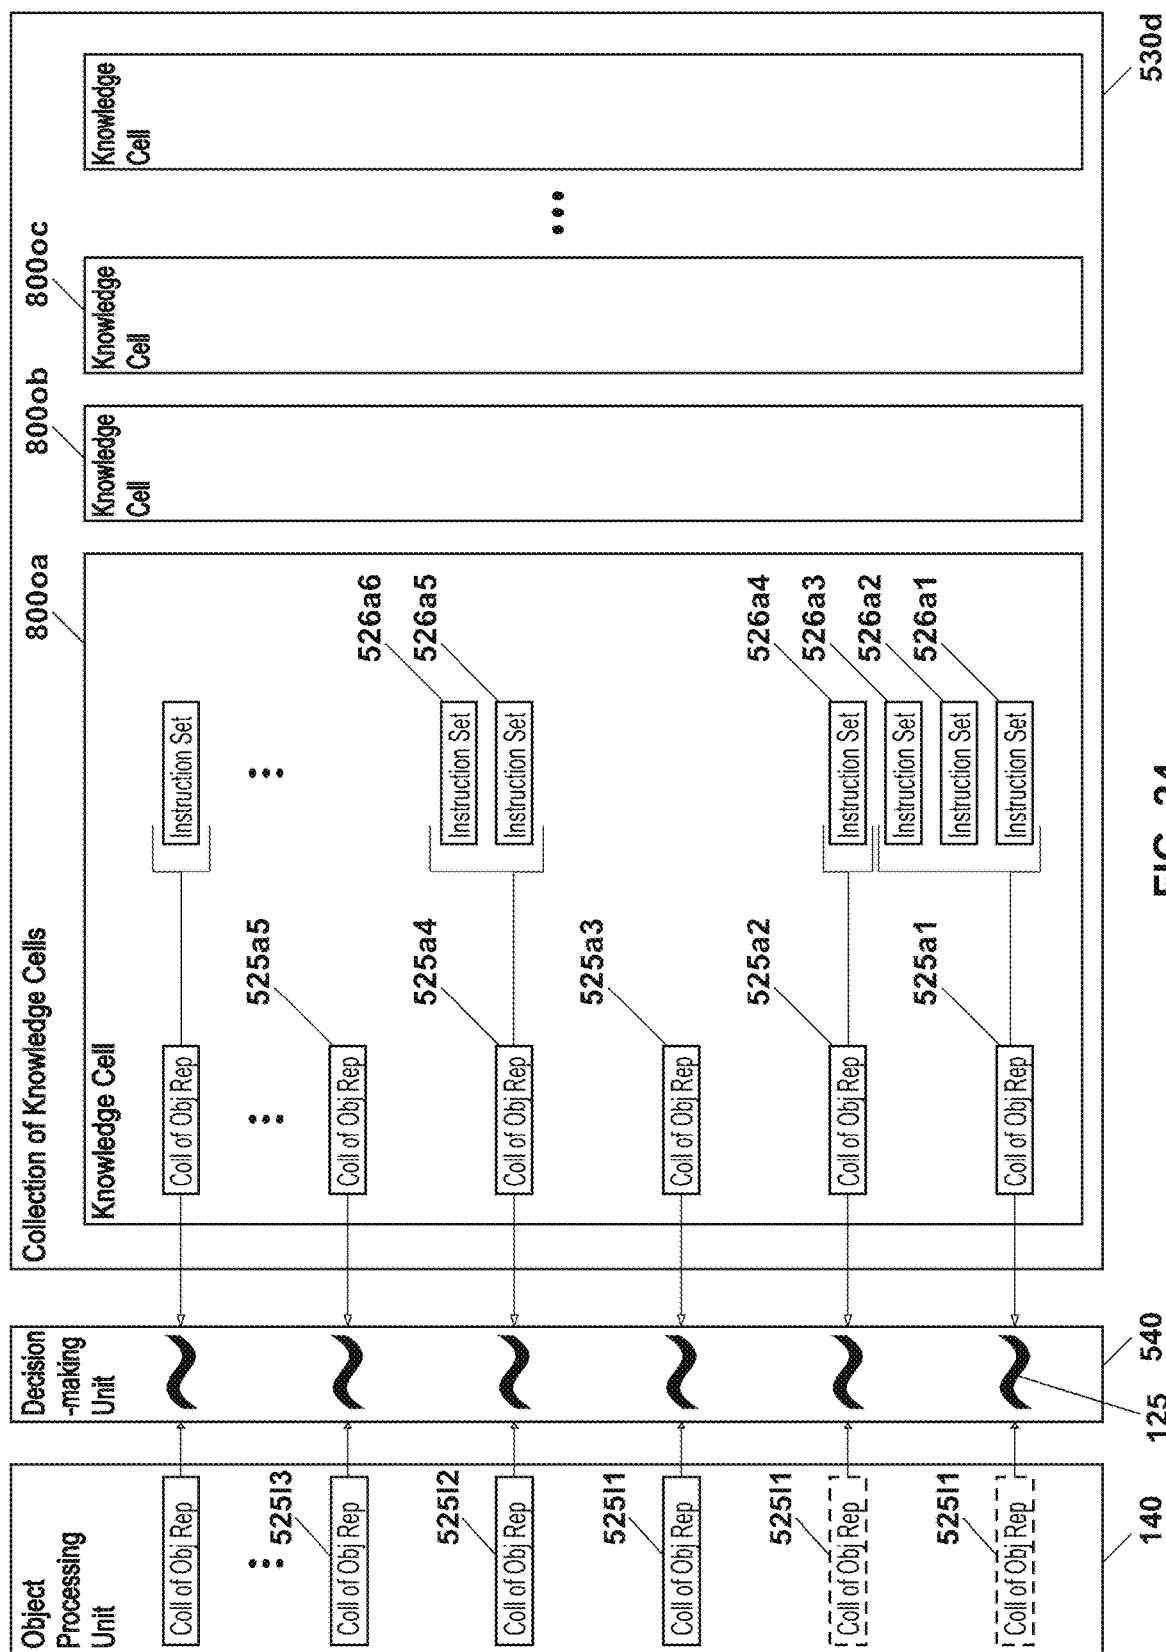 Object
Processing
Unit
Coll of Obj Rep
525l3
Coll of Obj Rep
525l2
Coll of Obj Rep
525l1
Coll of Obj Rep
525l1
Coll of Obj Rep
525l1
Coll of Obj Rep
140
Decision
-making
Unit
125
540
Collection of Knowledge Cells
530d
Knowledge Cell
800oa
Coll of Obj Rep
Instruction Set
525a5
Coll of Obj Rep
525a4
Coll of Obj Rep
526a6
Instruction Set
526a5
Instruction Set
525a3
Coll of Obj Rep
525a2
Coll of Obj Rep
526a4
Instruction Set
526a3
Instruction Set
526a2
Instruction Set
526a1
Instruction Set
525a1
Coll of Obj Rep
800ob
Knowledge
Cell
800oc
Knowledge
Cell
Knowledge
Cell